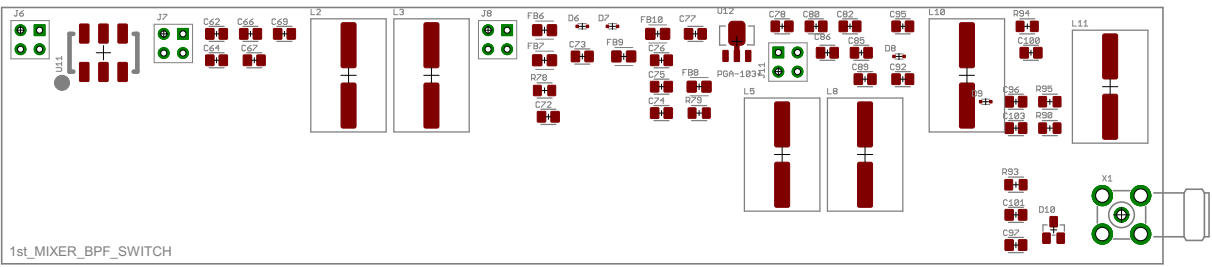 J6
U11
J7
C62
C66
C69
C64
C67
L2
L3
J8
FB6
D6
D7
FB7
C73
FB9
R78
C72
FB10
C77
C76
C75
FB8
C74
R79
U12
PGA-103+
J11
C78
C80
C82
C95
C86
C85
D8
C89
C92
L5
L8
L10
R94
C100
L11
D9
C96
R95
C103
R90
R93
C101
D10
C97
X1
1st_MIXER_BPF_SWITCH